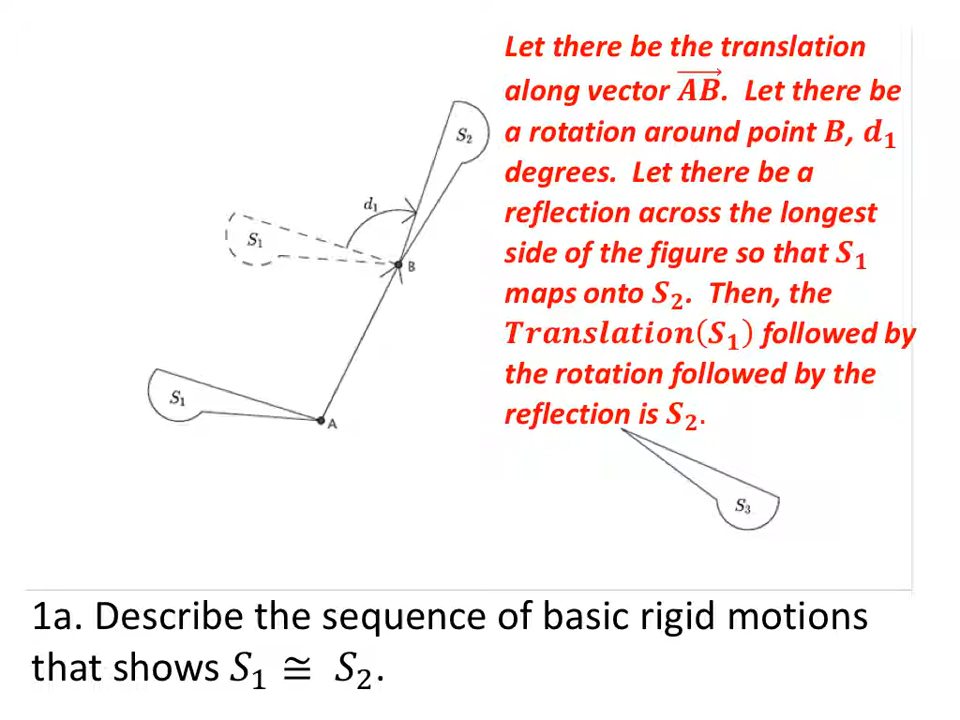 Let there be the translation
along vector $\overrightarrow{AB}$. Let there be
a rotation around point B, d₁
degrees. Let there be a
reflection across the longest
side of the figure so that S₁
maps onto S₂. Then, the
Translation(S₁) followed by
the rotation followed by the
reflection is S₂.
S₂
d₁
S₁
B
S₁
A
S₃
1a. Describe the sequence of basic rigid motions
that shows S₁ ≅ S₂.